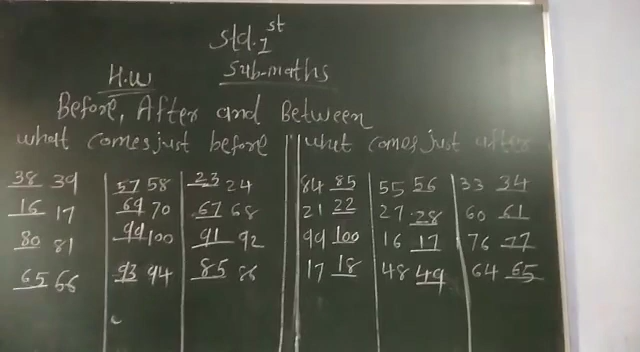 Std.1st
H.W Sub-maths
Before, After and Between
what comes just before what comes just after
38 39 57 58 23 24 84 85 55 56 33 34
16 17 69 70 67 68 21 22 27 28 60 61
80 81 99 100 91 92 99 100 16 17 76 77
65 66 93 94 85 86 17 18 48 49 64 65